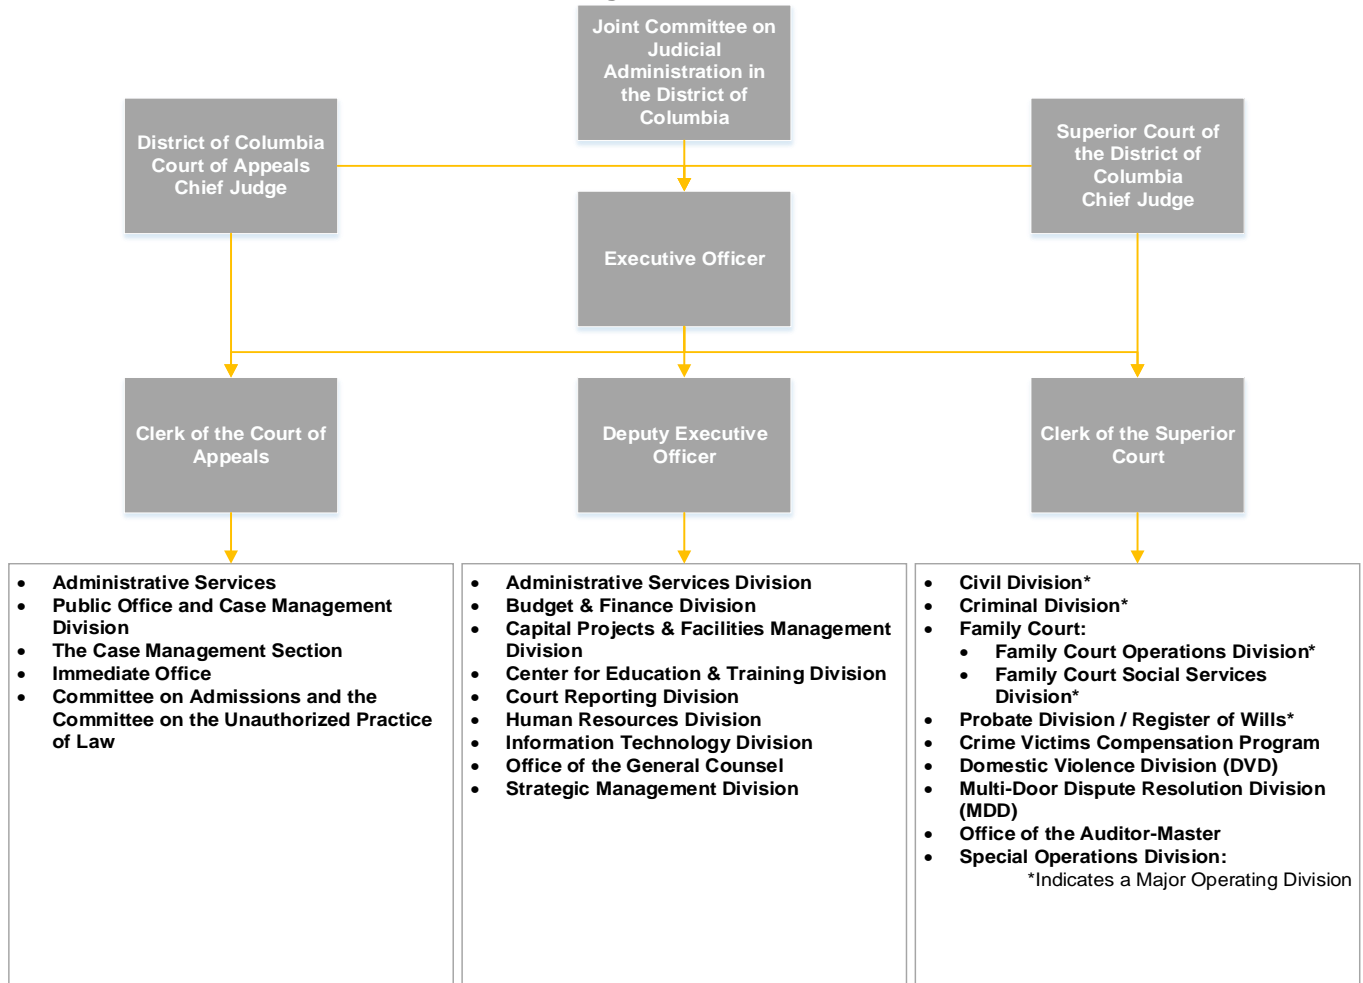 Joint Committee on
Judicial
Administration in
the District of
Columbia
District of Columbia
Court of Appeals
Chief Judge
Superior Court of
the District of
Columbia
Chief Judge
Executive Officer
Clerk of the Court of
Appeals
Deputy Executive
Officer
Clerk of the Superior
Court
• Administrative Services
• Public Office and Case Management
Division
• The Case Management Section
• Immediate Office
• Committee on Admissions and the
Committee on the Unauthorized Practice
of Law
• Administrative Services Division
• Budget & Finance Division
• Capital Projects & Facilities Management
Division
• Center for Education & Training Division
• Court Reporting Division
• Human Resources Division
• Information Technology Division
• Office of the General Counsel
• Strategic Management Division
• Civil Division*
• Criminal Division*
• Family Court:
• Family Court Operations Division*
• Family Court Social Services
Division*
• Probate Division / Register of Wills*
• Crime Victims Compensation Program
• Domestic Violence Division (DVD)
• Multi-Door Dispute Resolution Division
(MDD)
• Office of the Auditor-Master
• Special Operations Division:
*Indicates a Major Operating Division